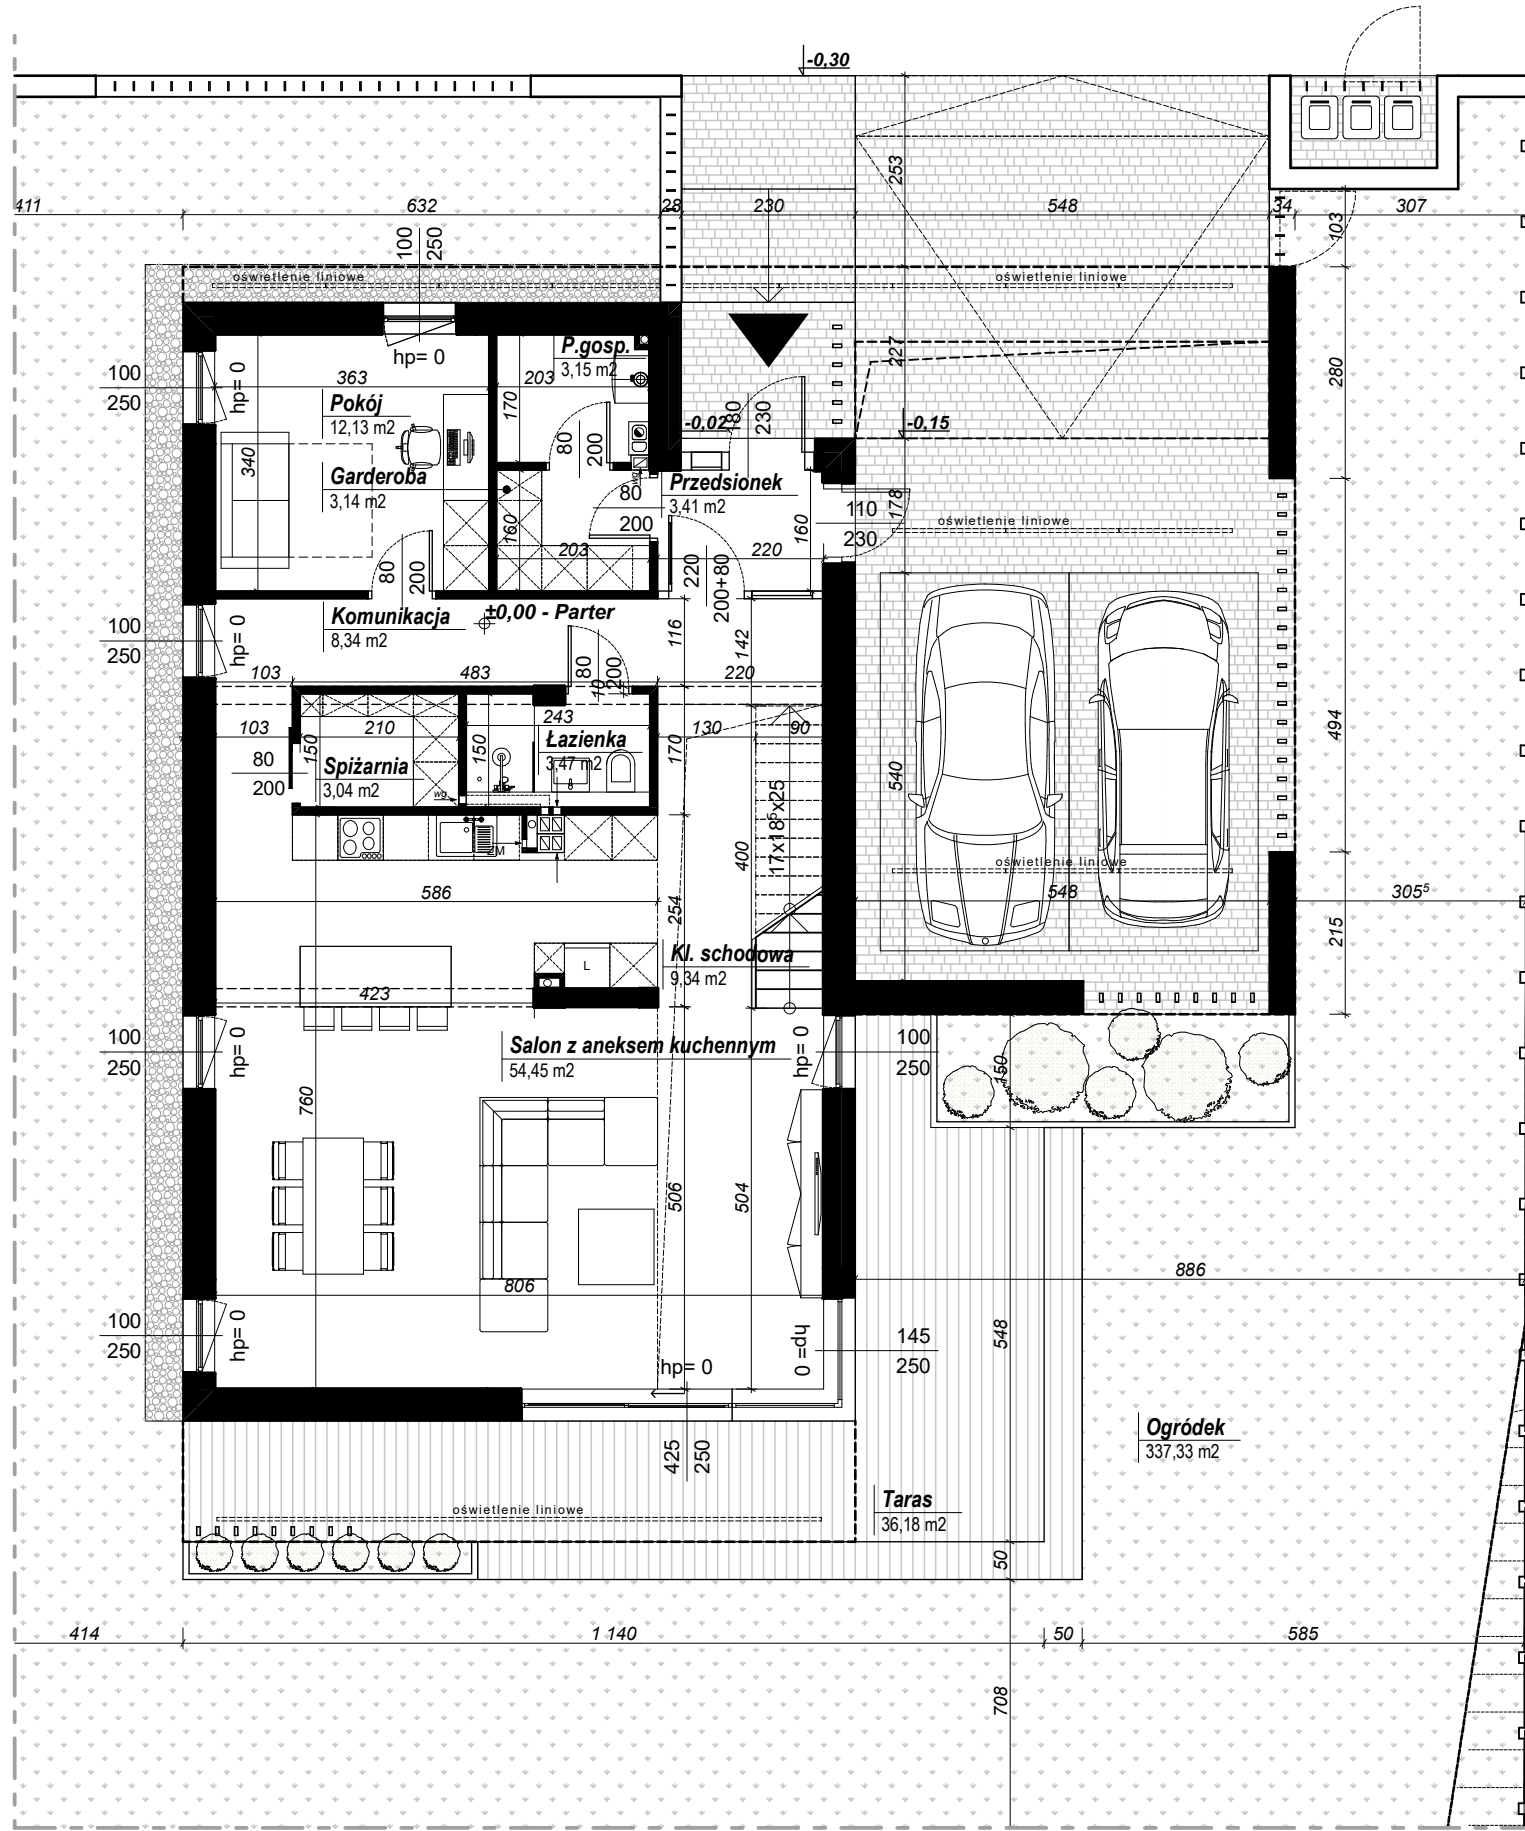 -0,30
253
411
632
28
230
548
34
307
103
100
250
oświetlenie liniowe
oświetlenie liniowe
hp= 0
P.gosp.
3,15 m2
227
280
100
250
hp= 0
363
203
Pokój
12,13 m2
170
-0,02
80
230
-0,15
340
80
200
Garderoba
3,14 m2
wg
Przedsionek
3,41 m2
80
200
160
203
220
160
110
230
178
oświetlenie liniowe
80
200
220
200+80
Komunikacja
8,34 m2
±0,00 - Parter
100
250
hp= 0
116
142
103
483
80
200
10
220
494
103
210
243
130
90
150
150
170
Łazienka
3,47 m2
80
200
Spiżarnia
3,04 m2
wg
540
17x18⁵x25
400
oświetlenie liniowe
586
254
548
305⁵
215
Kl. schodowa
9,34 m2
L
423
Salon z aneksem kuchennym
54,45 m2
100
250
hp= 0
hp= 0
100
250
150
760
506
504
806
886
100
250
hp= 0
hp= 0
hp= 0
145
250
548
425
250
Ogródek
337,33 m2
Taras
36,18 m2
oświetlenie liniowe
50
414
1 140
50
585
708